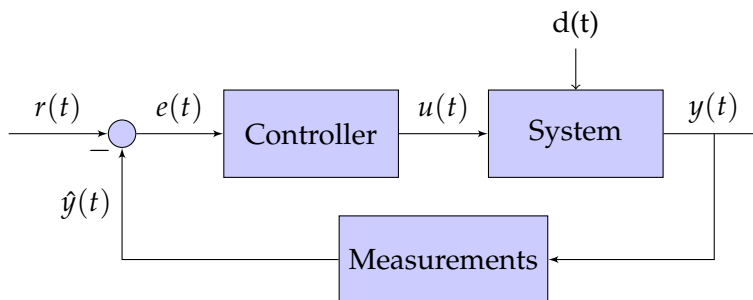 d(t)
r(t) e(t) Controller u(t) System y(t)
−
ŷ(t)
Measurements